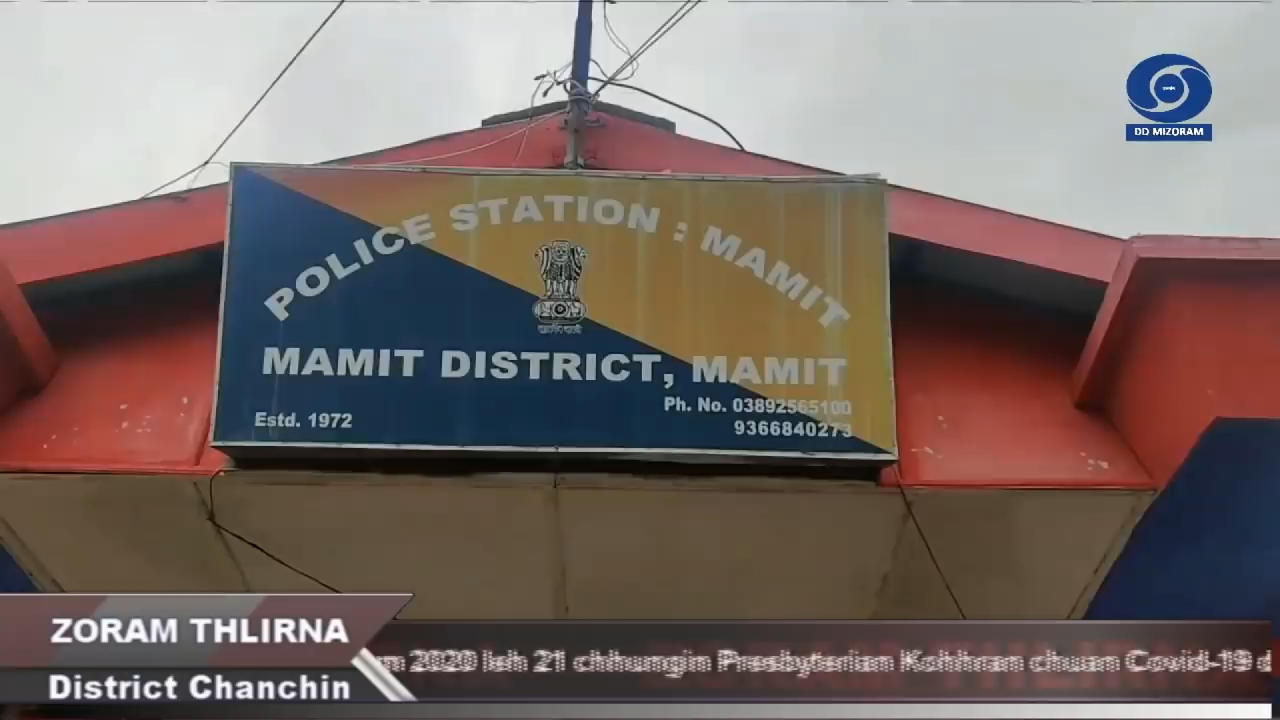 DD MIZORAM
POLICE STATION : MAMIT
MAMIT DISTRICT, MAMIT
Ph. No. 03892565100
Estd. 1972
9366840273
ZORAM THLIRNA
2020 leh 21 chhungin Presbyterian Kohhran chuan Covid-19 d
District Chanchin